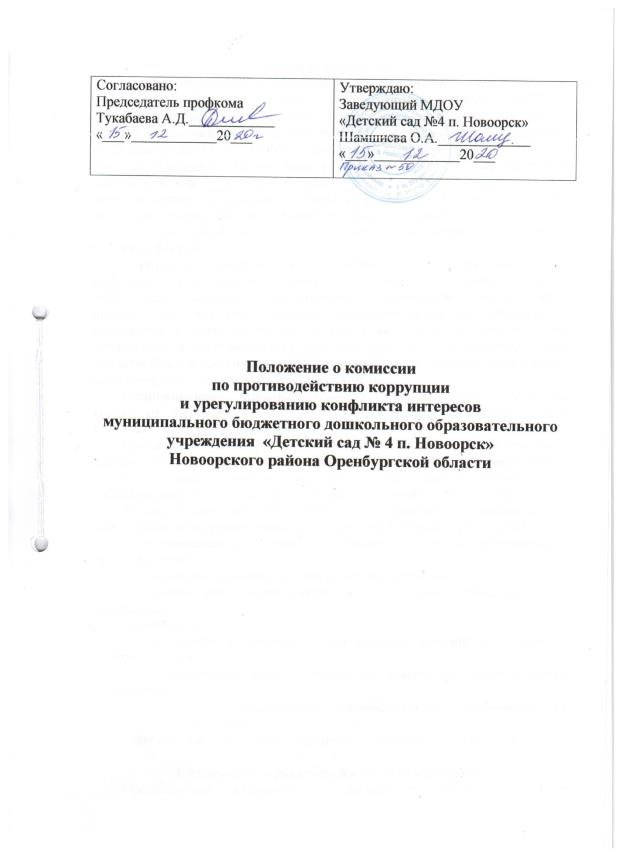 Согласовано:
Председатель профкома
Тукабаева А.Д.
«15» 12 2020г
Утверждаю:
Заведующий МДОУ
«Детский сад №4 п. Новоорск»
Шамшиева О.А.
«15» 12 2020
Приказ № 50
Положение о комиссии
по противодействию коррупции
и урегулированию конфликта интересов
муниципального бюджетного дошкольного образовательного
учреждения «Детский сад № 4 п. Новоорск»
Новоорского района Оренбургской области